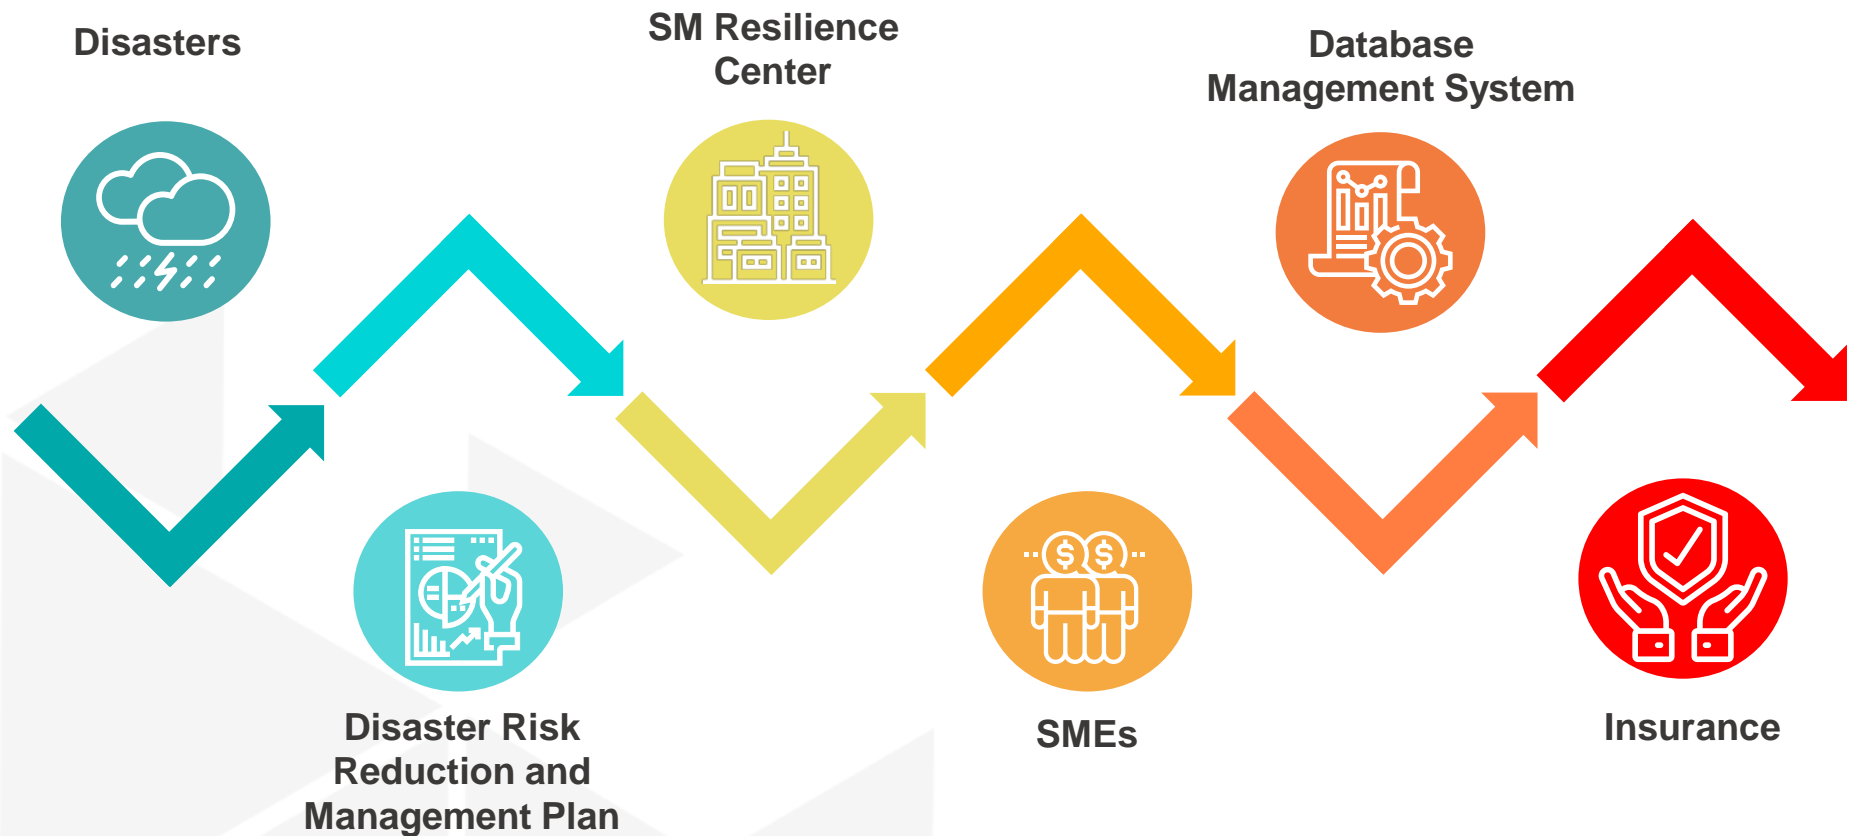 Disasters
Disaster Risk
Reduction and
Management Plan
SM Resilience
Center
$ $
SMEs
Database
Management System
Insurance